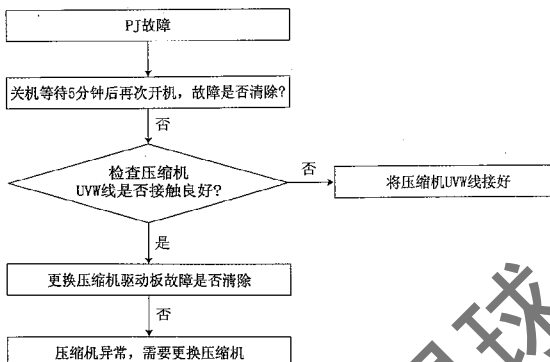 PJ故障
关机等待5分钟后再次开机，故障是否清除?
否
检查压缩机
UVW线是否接触良好?
否
将压缩机UVW线接好
是
更换压缩机驱动板故障是否清除
否
压缩机异常，需要更换压缩机
球